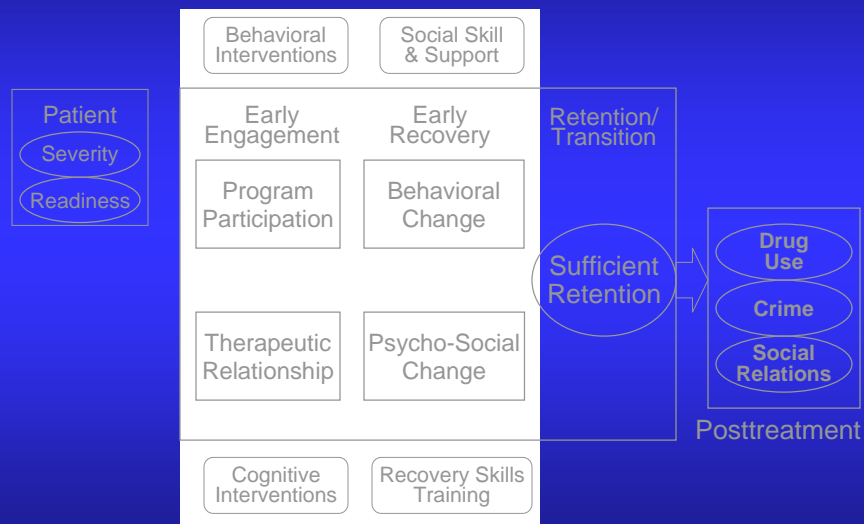 Behavioral
Interventions
Social Skill
& Support
Patient
Severity
Readiness
Early
Engagement
Early
Recovery
Retention/
Transition
Program
Participation
Behavioral
Change
Sufficient
Retention
Therapeutic
Relationship
Psycho-Social
Change
Drug
Use
Crime
Social
Relations
Posttreatment
Cognitive
Interventions
Recovery Skills
Training